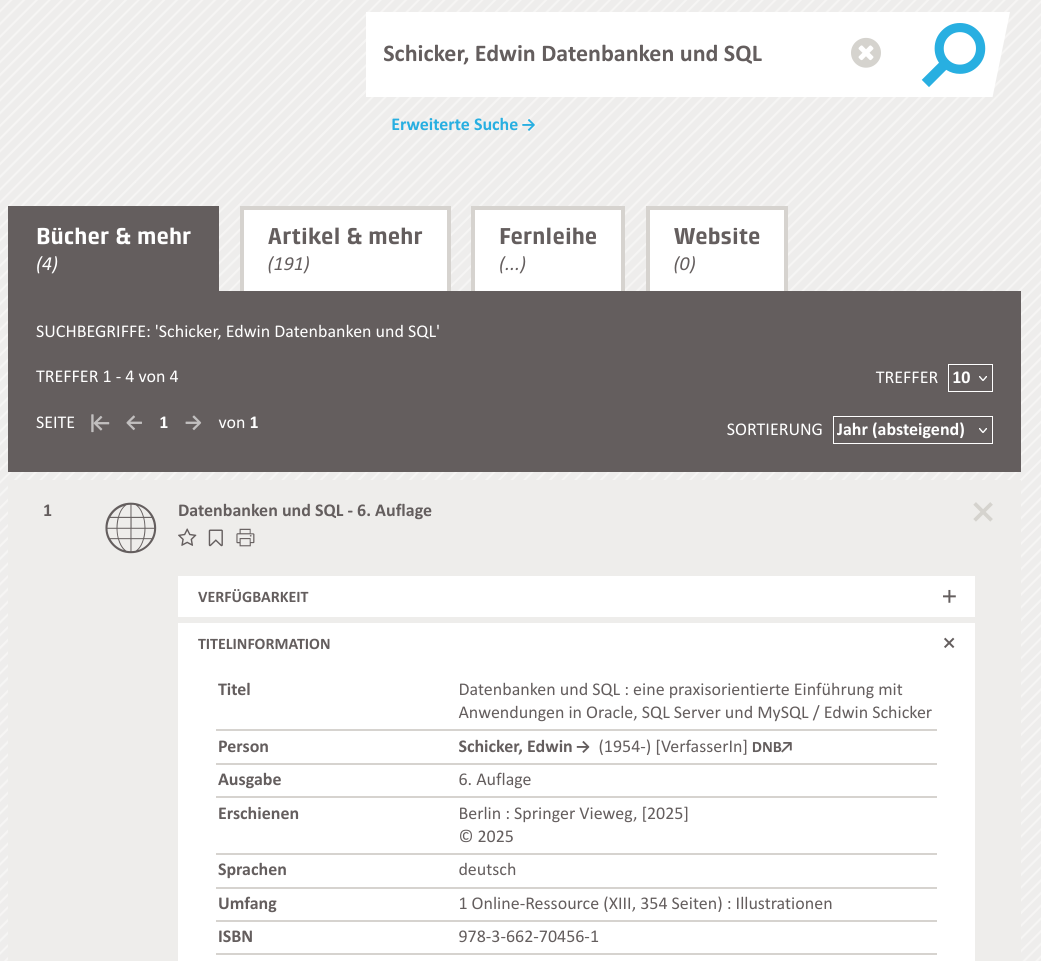 Schicker, Edwin Datenbanken und SQL
Erweiterte Suche →
Bücher & mehr
(4)
Artikel & mehr
(191)
Fernleihe
(...)
Website
(0)
SUCHBEGRIFFE: 'Schicker, Edwin Datenbanken und SQL'
TREFFER 1 - 4 von 4
TREFFER 10
SEITE 1 von 1
SORTIERUNG Jahr (absteigend)
1 Datenbanken und SQL - 6. Auflage
VERFÜGBARKEIT
TITELINFORMATION
Titel Datenbanken und SQL : eine praxisorientierte Einführung mit
Anwendungen in Oracle, SQL Server und MySQL / Edwin Schicker
Person Schicker, Edwin → (1954-) [VerfasserIn] DNB↗
Ausgabe 6. Auflage
Erschienen Berlin : Springer Vieweg, [2025]
© 2025
Sprachen deutsch
Umfang 1 Online-Ressource (XIII, 354 Seiten) : Illustrationen
ISBN 978-3-662-70456-1